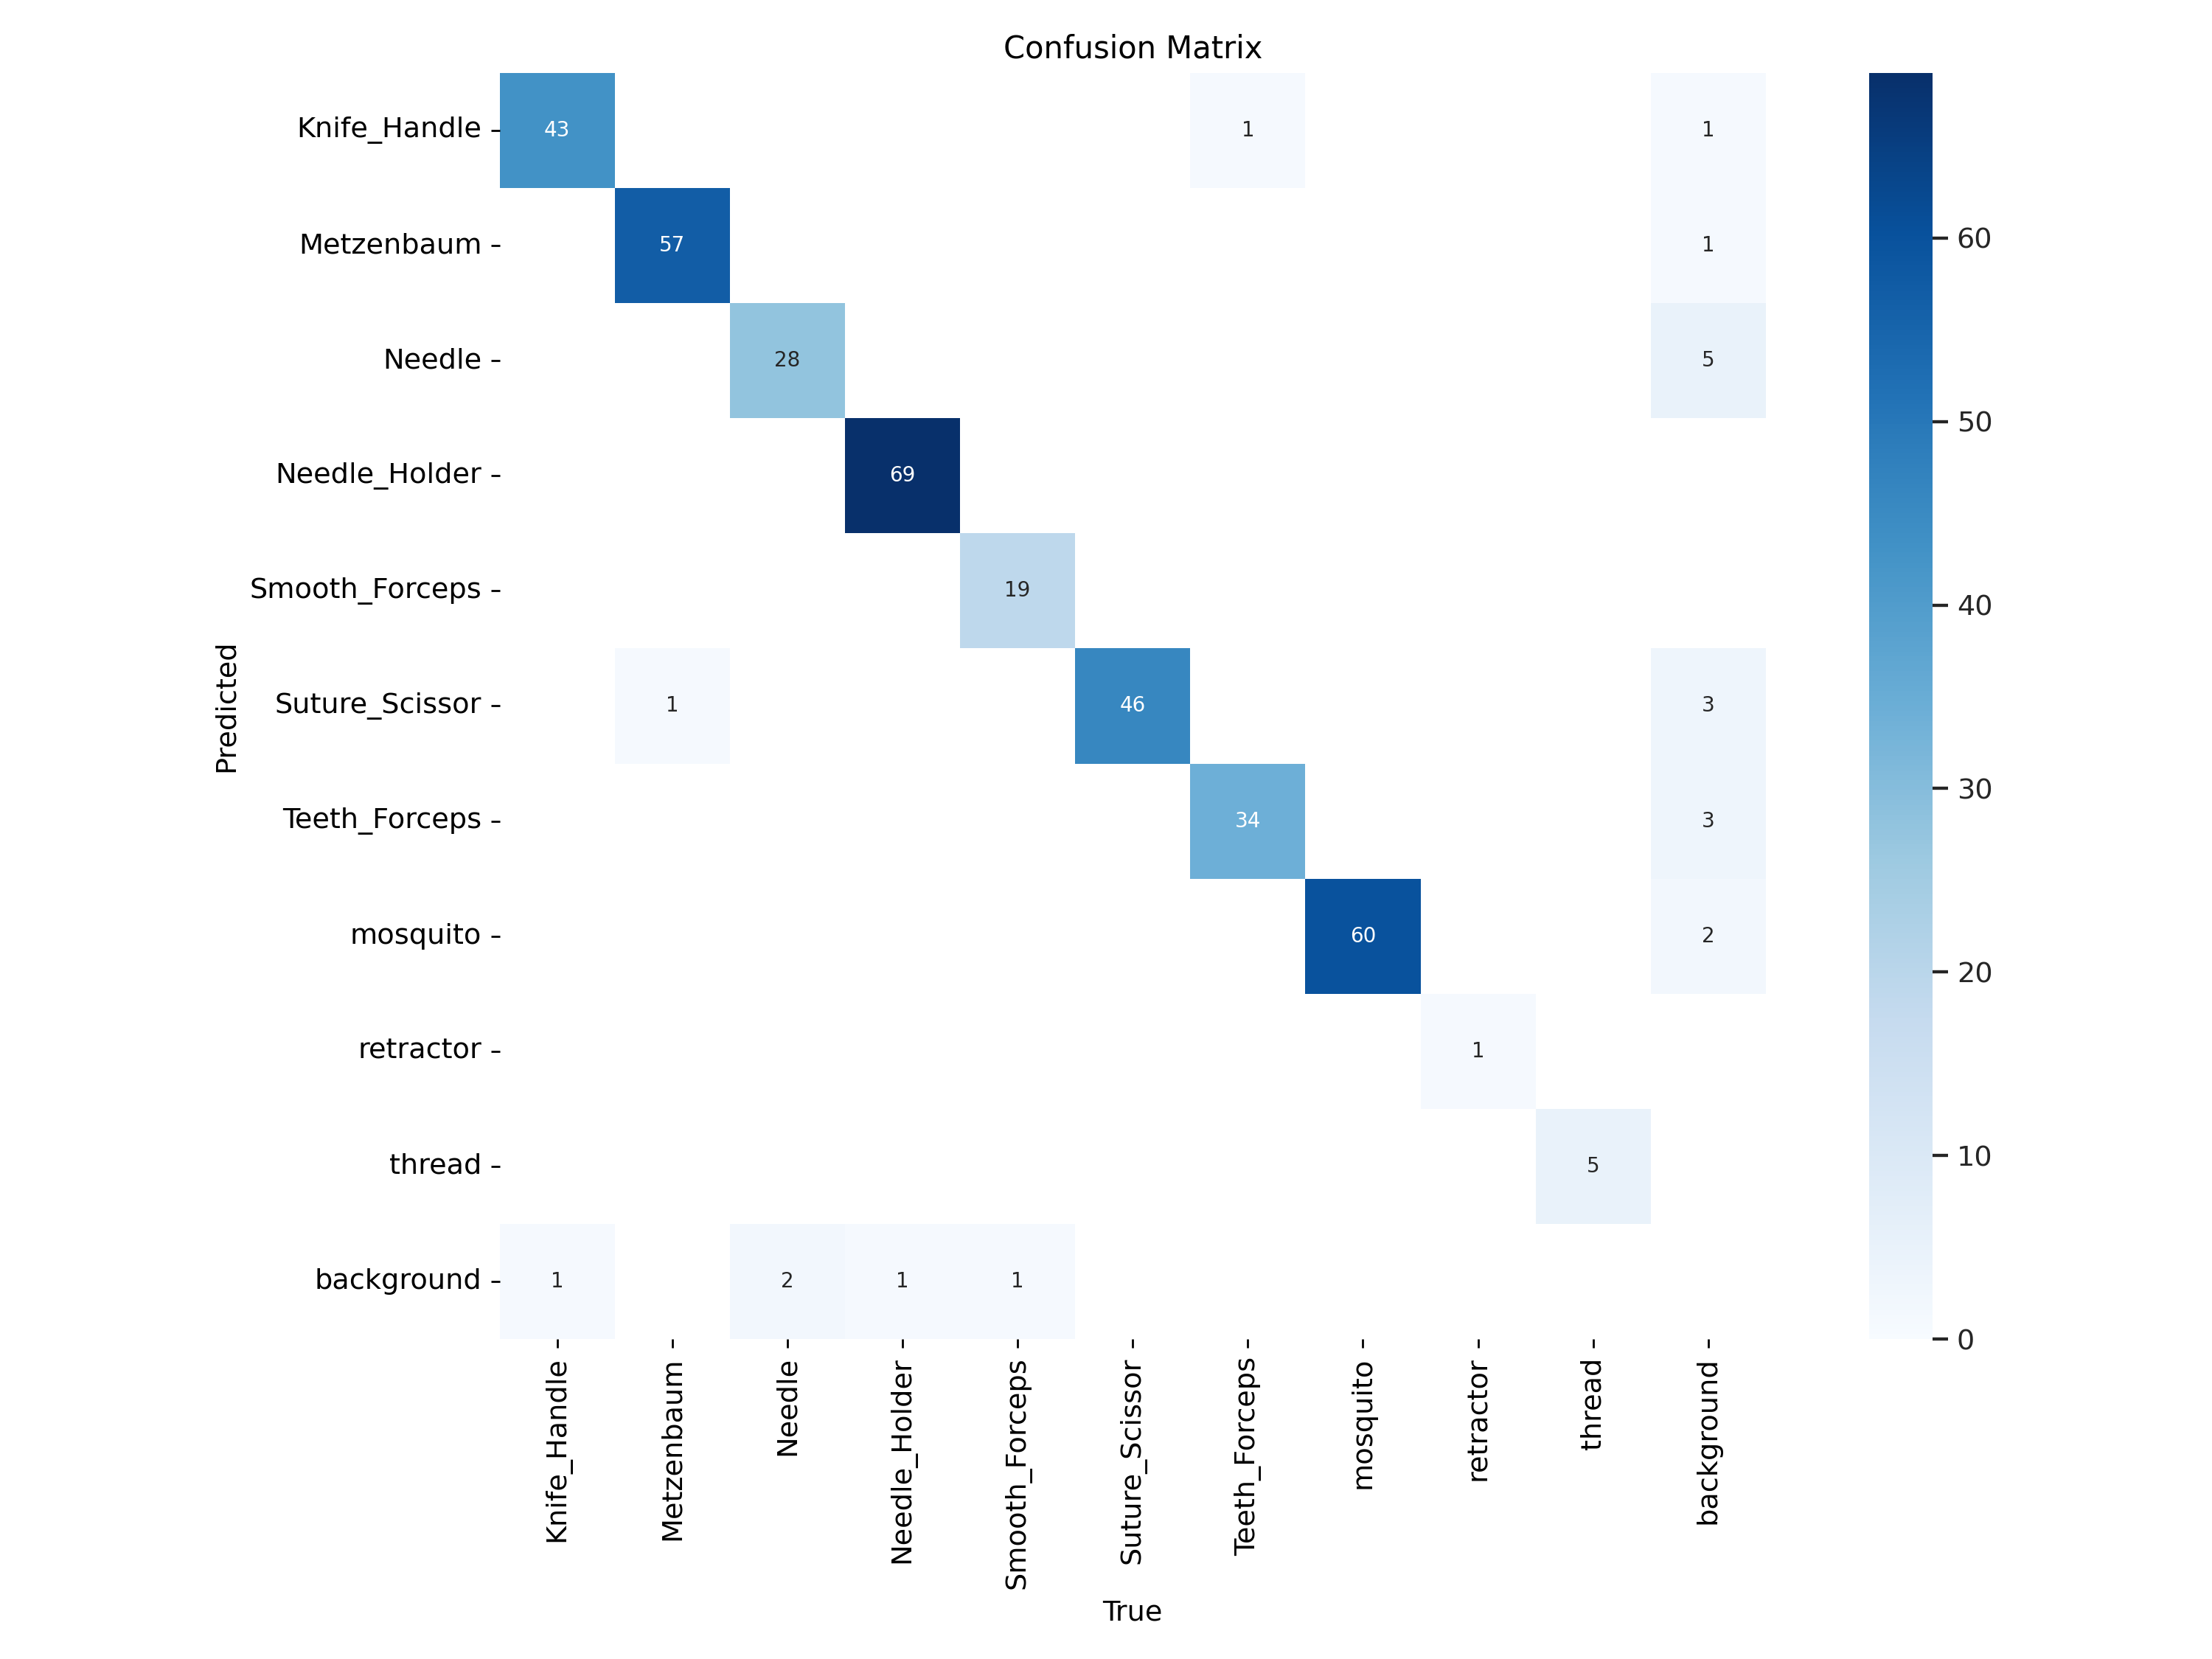 Confusion Matrix
Knife_Handle 43 1 1
Metzenbaum 57 1 60
Needle 28 5 50
Needle_Holder 69
Smooth_Forceps 19 40
Predicted
Suture_Scissor 1 46 3
30
Teeth_Forceps 34 3
mosquito 60 2 20
retractor 1
thread 5 10
background 1 2 1 1
0
Knife_Handle
Metzenbaum
Needle
Needle_Holder
Smooth_Forceps
Suture_Scissor
Teeth_Forceps
mosquito
retractor
thread
background
True